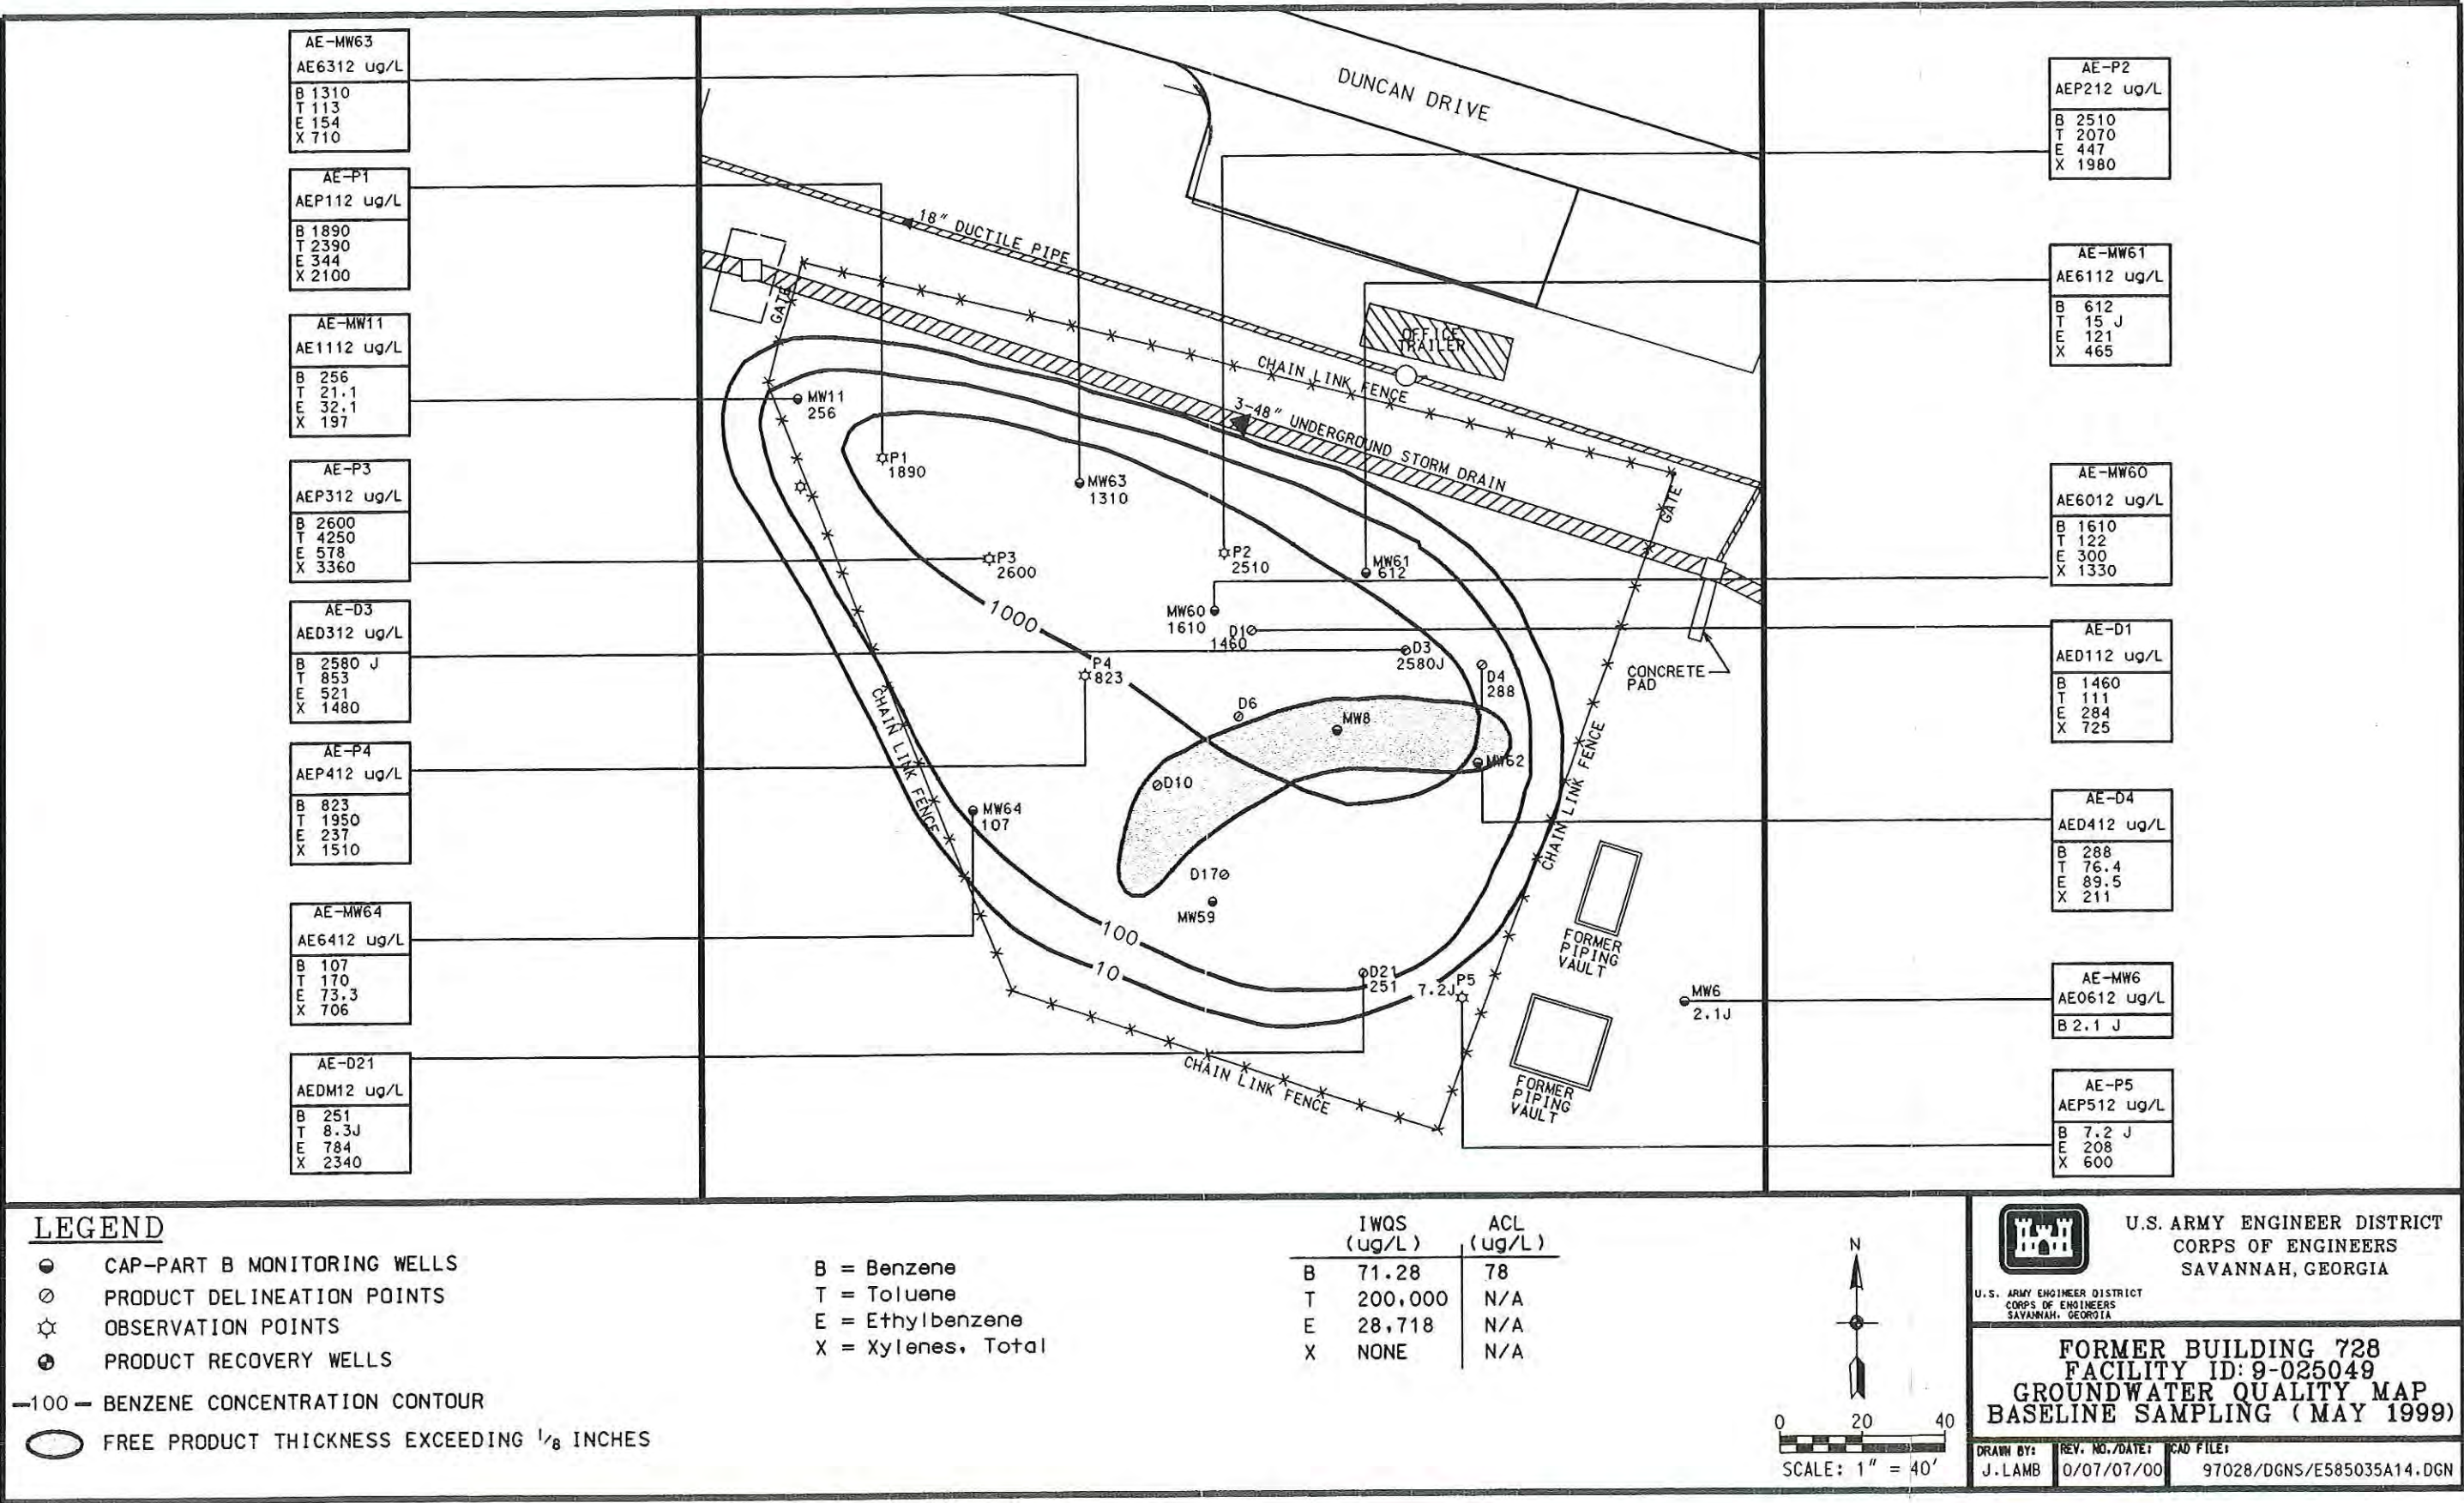 AE-MW63
AE6312 ug/L
B 1310
T 113
E 154
X 710
AE-P1
AEP112 ug/L
B 1890
T 2390
E 344
X 2100
AE-MW11
AE1112 ug/L
B 256
T 21.1
E 32.1
X 197
AE-P3
AEP312 ug/L
B 2600
T 4250
E 578
X 3360
AE-D3
AED312 ug/L
B 2580 J
T 853
E 521
X 1480
AE-P4
AEP412 ug/L
B 823
T 1950
E 237
X 1510
AE-MW64
AE6412 ug/L
B 107
T 170
E 73.3
X 706
AE-D21
AEDM12 ug/L
B 251
T 8.3J
E 784
X 2340
DUNCAN DRIVE
18" DUCTILE PIPE
GATE
OFFICE
TRAILER
CHAIN LINK FENCE
3-48" UNDERGROUND STORM DRAIN
GATE
MW11
256
P1
1890
MW63
1310
P3
2600
P2
2510
MW61
612
MW60
1610
D1
1460
D3
2580J
D4
288
1000
P4
823
D6
MW8
MW62
D10
CONCRETE
PAD
CHAIN LINK FENCE
CHAIN LINK FENCE
MW64
107
D17
MW59
100
10
D21
251
7.2J
P5
FORMER
PIPING
VAULT
MW6
2.1J
FORMER
PIPING
VAULT
CHAIN LINK FENCE
AE-P2
AEP212 ug/L
B 2510
T 2070
E 447
X 1980
AE-MW61
AE6112 ug/L
B 612
T 15 J
E 121
X 465
AE-MW60
AE6012 ug/L
B 1610
T 122
E 300
X 1330
AE-D1
AED112 ug/L
B 1460
T 111
E 284
X 725
AE-D4
AED412 ug/L
B 288
T 76.4
E 89.5
X 211
AE-MW6
AE0612 ug/L
B 2.1 J
AE-P5
AEP512 ug/L
B 7.2 J
E 208
X 600
LEGEND
CAP-PART B MONITORING WELLS
PRODUCT DELINEATION POINTS
OBSERVATION POINTS
PRODUCT RECOVERY WELLS
-100- BENZENE CONCENTRATION CONTOUR
FREE PRODUCT THICKNESS EXCEEDING 1/8 INCHES
B = Benzene
T = Toluene
E = Ethylbenzene
X = Xylenes, Total
IWQS ACL
(ug/L) (ug/L)
B 71.28 78
T 200,000 N/A
E 28,718 N/A
X NONE N/A
N
0 20 40
SCALE: 1" = 40'
U.S. ARMY ENGINEER DISTRICT
CORPS OF ENGINEERS
SAVANNAH, GEORGIA
U.S. ARMY ENGINEER DISTRICT
CORPS OF ENGINEERS
SAVANNAH, GEORGIA
FORMER BUILDING 728
FACILITY ID: 9-025049
GROUNDWATER QUALITY MAP
BASELINE SAMPLING (MAY 1999)
DRAWN BY: REV. NO./DATE: CAD FILE:
J.LAMB 0/07/07/00 97028/DGNS/E585035A14.DGN